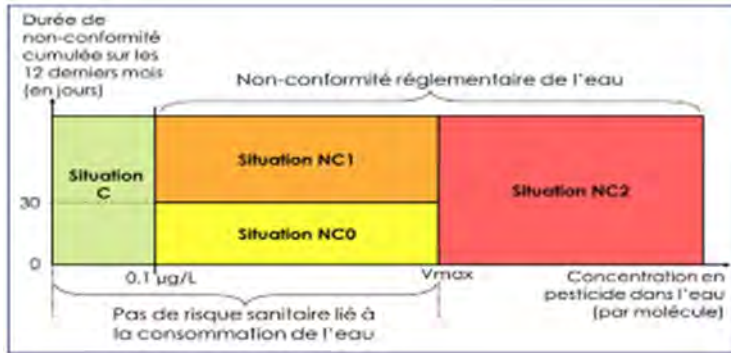 Durée de
non-conformité
cumulée sur les
12 derniers mois
(en jours)
Non-conformité réglementaire de l'eau
Situation NC1
Situation
C
Situation NC2
30
Situation NC0
0
0,1 µg/L
Vmax
Concentration en
pesticide dans l'eau
(par molécule)
Pas de risque sanitaire lié à
la consommation de l'eau